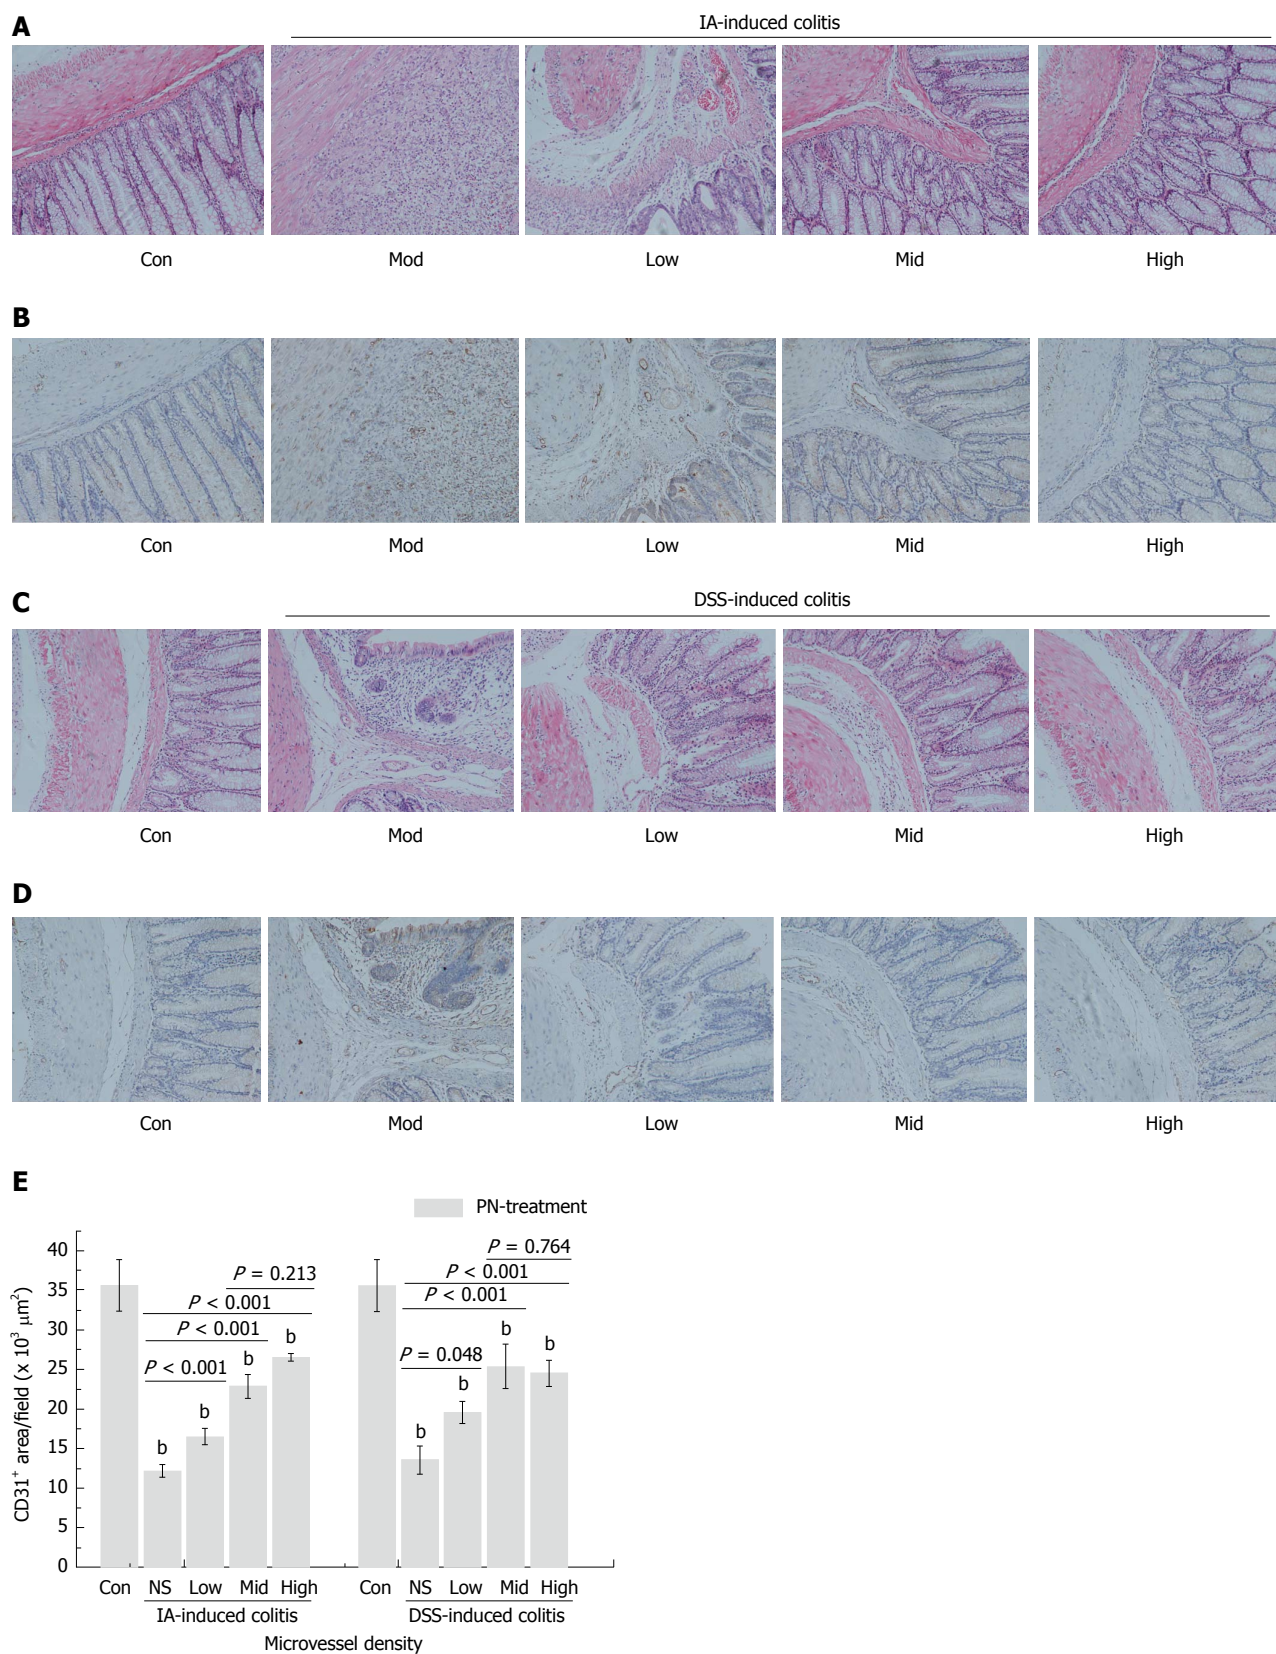 A
IA-induced colitis
Con Mod Low Mid High
B
Con Mod Low Mid High
C
DSS-induced colitis
Con Mod Low Mid High
D
Con Mod Low Mid High
E
PN-treatment
CD31⁺ area/field (x 10³ μm²)
40
35
30
25
20
15
10
5
0
P = 0.213
P < 0.001
P < 0.001
P < 0.001
b b b b
P = 0.764
P < 0.001
P < 0.001
P = 0.048
b b b b
Con NS Low Mid High Con NS Low Mid High
IA-induced colitis DSS-induced colitis
Microvessel density